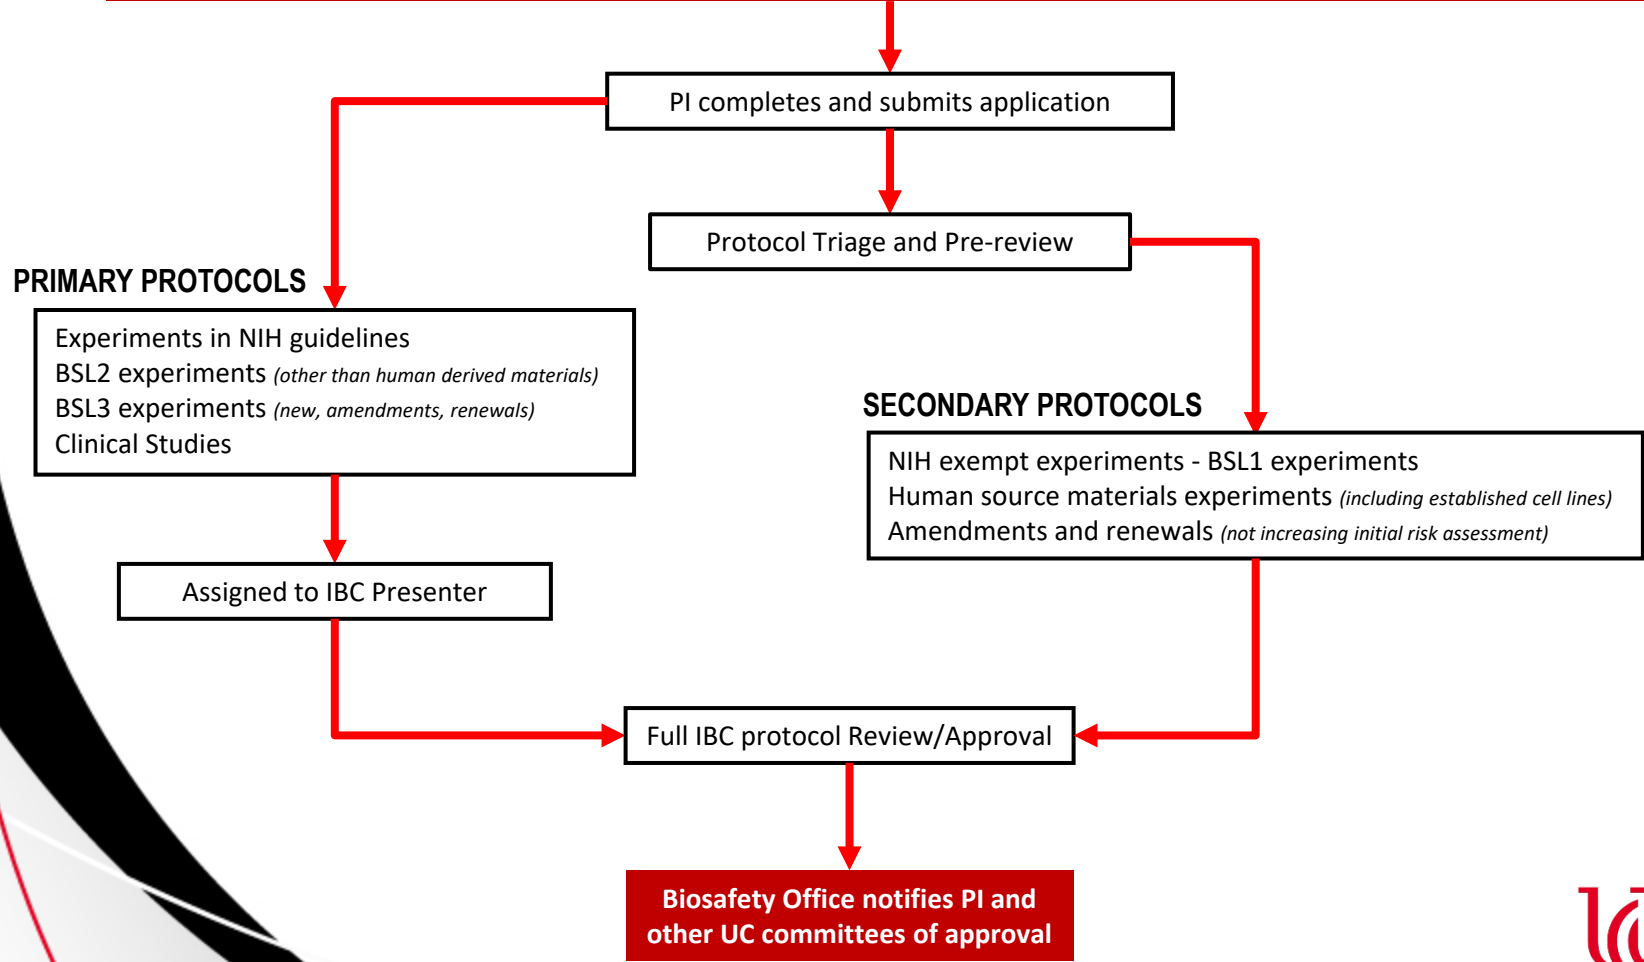 PI completes and submits application
Protocol Triage and Pre-review
PRIMARY PROTOCOLS
Experiments in NIH guidelines
BSL2 experiments (other than human derived materials)
BSL3 experiments (new, amendments, renewals)
Clinical Studies
SECONDARY PROTOCOLS
NIH exempt experiments - BSL1 experiments
Human source materials experiments (including established cell lines)
Amendments and renewals (not increasing initial risk assessment)
Assigned to IBC Presenter
Full IBC protocol Review/Approval
Biosafety Office notifies PI and
other UC committees of approval